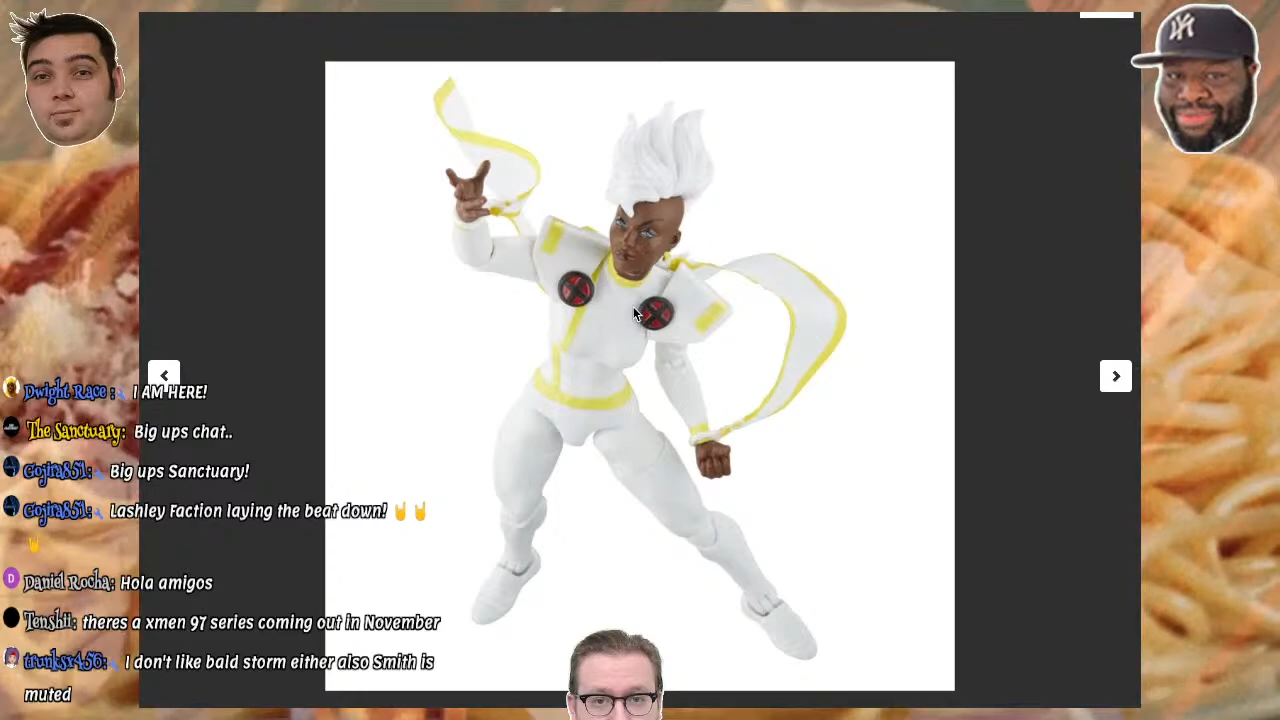 Dwight Race : I AM HERE!
The Sanctuary: Big ups chat..
Gojira851: Big ups Sanctuary!
Gojira851: Lashley Faction laying the beat down! 🤘🤘
🤘
D Daniel Rocha: Hola amigos
Tenshii: theres a xmen 97 series coming out in November
trunksx456: I don't like bald storm either also Smith is
muted